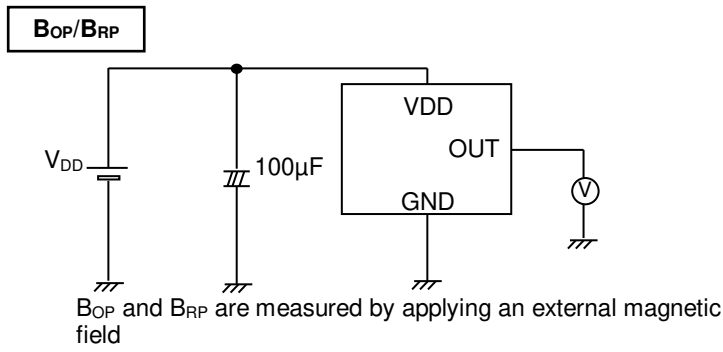 BOP/BRP
VDD
100µF
VDD
OUT
GND
V
BOP and BRP are measured by applying an external magnetic
field